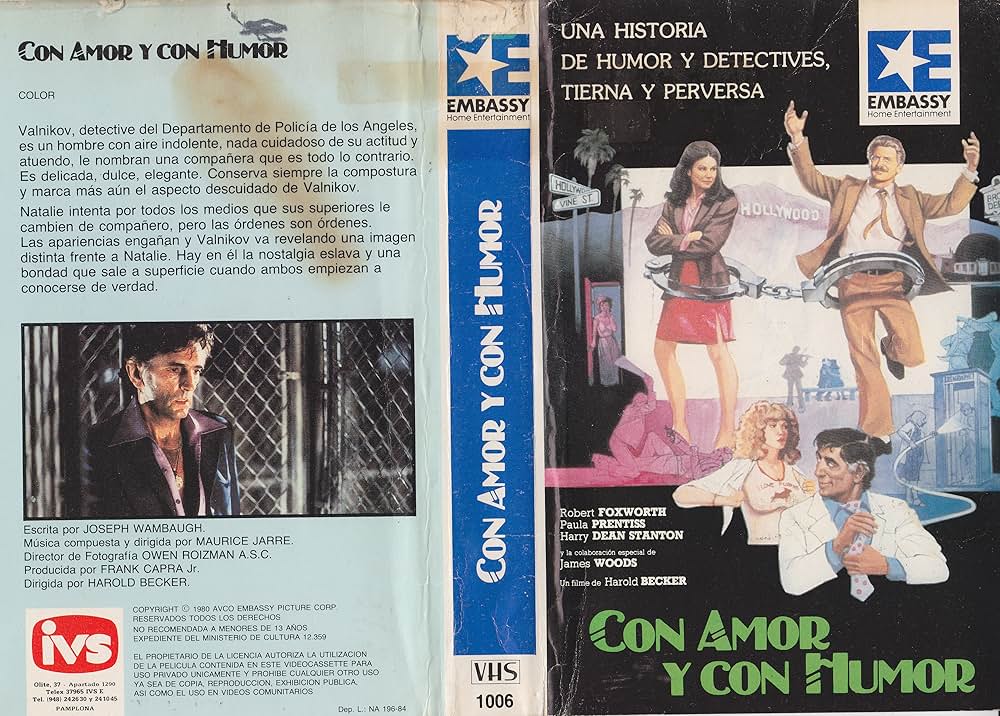 CON AMOR Y CON HUMOR
COLOR
Valnikov, detective del Departamento de Policía de los Angeles,
es un hombre con aire indolente, nada cuidadoso de su actitud y
atuendo, le nombran una compañera que es todo lo contrario.
Es delicada, dulce, elegante. Conserva siempre la compostura
y marca más aún el aspecto descuidado de Valnikov.
Natalie intenta por todos los medios que sus superiores le
cambien de compañero, pero las órdenes son órdenes.
Las apariencias engañan y Valnikov va revelando una imagen
distinta frente a Natalie. Hay en él la nostalgia eslava y una
bondad que sale a superficie cuando ambos empiezan a
conocerse de verdad.
Escrita por JOSEPH WAMBAUGH.
Música compuesta y dirigida por MAURICE JARRE.
Director de Fotografía OWEN ROIZMAN A.S.C.
Producida por FRANK CAPRA Jr.
Dirigida por HAROLD BECKER.
ivs
Olite, 37 - Apartado 1290
Telex 37965 IVS E
Tel. (948) 242630 y 241045
PAMPLONA
COPYRIGHT © 1980 AVCO EMBASSY PICTURE CORP.
RESERVADOS TODOS LOS DERECHOS
NO RECOMENDADA A MENORES DE 13 AÑOS
EXPEDIENTE DEL MINISTERIO DE CULTURA 12.359
EL PROPIETARIO DE LA LICENCIA AUTORIZA LA UTILIZACION
DE LA PELICULA CONTENIDA EN ESTE VIDEOCASSETTE PARA
USO PRIVADO UNICAMENTE Y PROHIBE CUALQUIER OTRO USO
YA SEA DE COPIA, REPRODUCCION, EXHIBICION PUBLICA,
ASI COMO EL USO EN VIDEOS COMUNITARIOS
Dep. L.: NA 196-84
E
EMBASSY
Home Entertainment
CON AMOR Y CON HUMOR
VHS
1006
UNA HISTORIA
DE HUMOR Y DETECTIVES,
TIERNA Y PERVERSA
E
EMBASSY
Home Entertainment
HOLLYWOOD
VINE ST.
HOLLYWOOD
Robert FOXWORTH
Paula PRENTISS
Harry DEAN STANTON
y la colaboración especial de
James WOODS
Un filme de Harold BECKER
CON AMOR
Y CON HUMOR